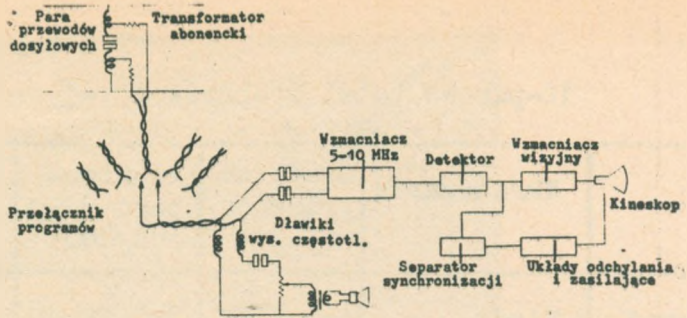 Para
przewodów
dosyłowych
Transformator
abonencki
Przełącznik
programów
Dławiki
wys. częstotl.
Wzmacniacz
5-10 MHz
Detektor
Wzmacniacz
wizyjny
Kineskop
Separator
synchronizacji
Układy odchylania
i zasilające